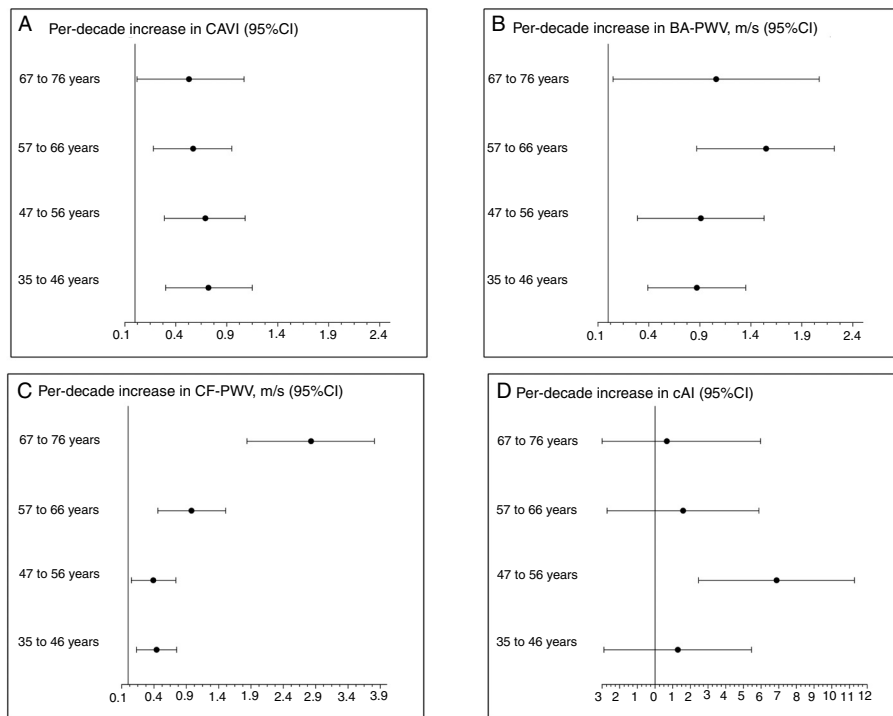 A Per-decade increase in CAVI (95%CI)
67 to 76 years
57 to 66 years
47 to 56 years
35 to 46 years
0.1 0.4 0.9 1.4 1.9 2.4
B Per-decade increase in BA-PWV, m/s (95%CI)
67 to 76 years
57 to 66 years
47 to 56 years
35 to 46 years
0.1 0.4 0.9 1.4 1.9 2.4
C Per-decade increase in CF-PWV, m/s (95%CI)
67 to 76 years
57 to 66 years
47 to 56 years
35 to 46 years
0.1 0.4 0.9 1.4 1.9 2.4 2.9 3.4 3.9
D Per-decade increase in cAI (95%CI)
67 to 76 years
57 to 66 years
47 to 56 years
35 to 46 years
3 2 1 0 1 2 3 4 5 6 7 8 9 10 11 12